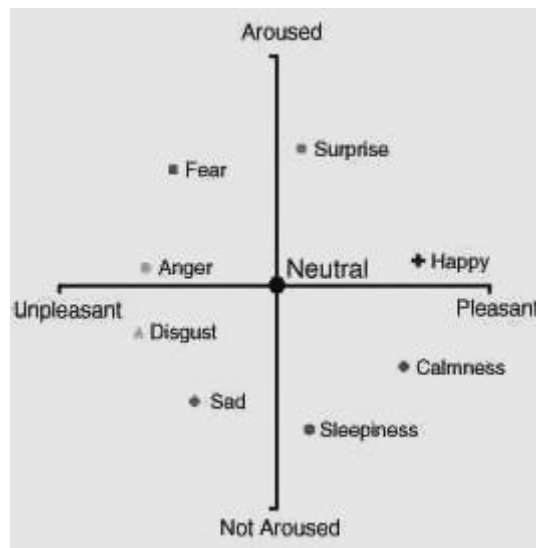 Aroused
Surprise
Fear
Happy
Anger
Neutral
Unpleasant
Pleasant
Disgust
Calmness
Sad
Sleepiness
Not Aroused